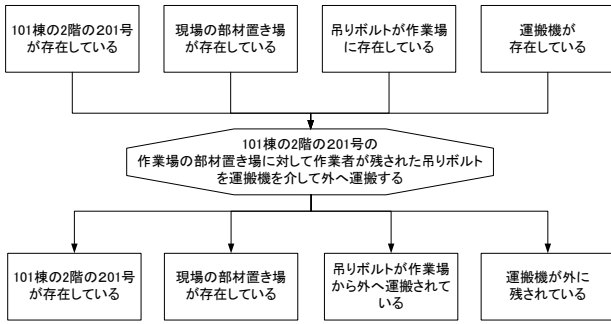 101棟の2階の201号
が存在している
現場の部材置き場
が存在している
吊りボルトが作業場
に存在している
運搬機が
存在している
101棟の2階の201号の
作業場の部材置き場に対して作業者が残された吊りボルト
を運搬機を介して外へ運搬する
101棟の2階の201号
が存在している
現場の部材置き場
が存在している
吊りボルトが作業場
から外へ運搬されて
いる
運搬機が外に
残されている